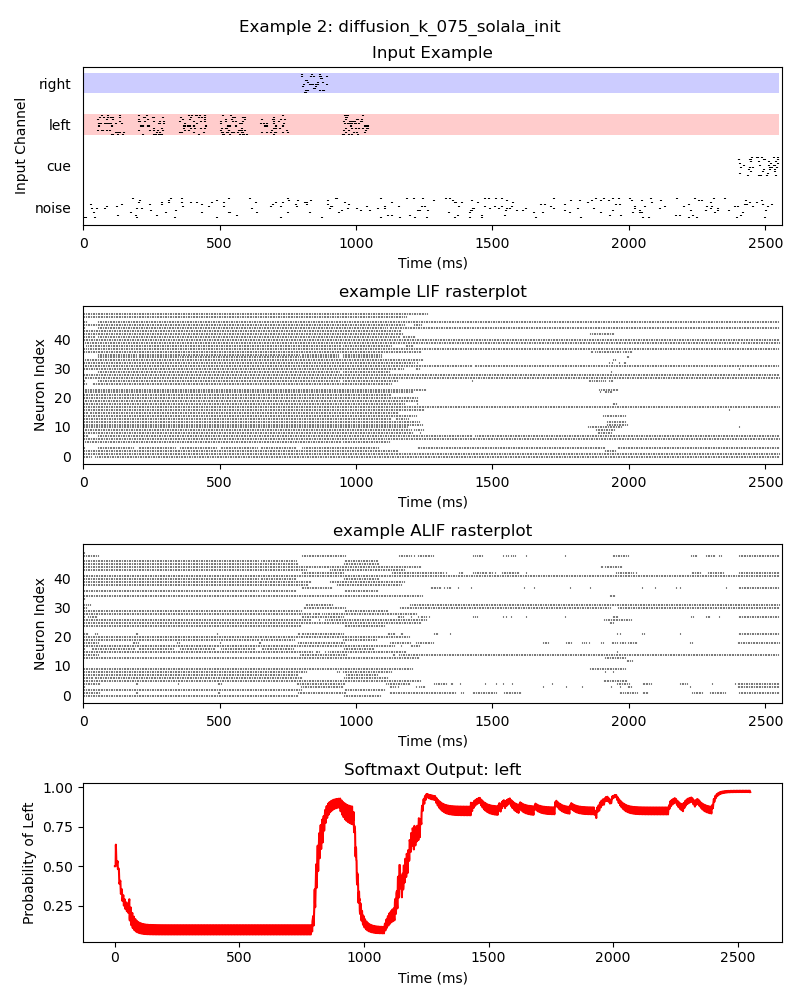 Example 2: diffusion_k_075_solala_init
Input Example
Input Channel
right
left
cue
noise
0 500 1000 1500 2000 2500
Time (ms)
example LIF rasterplot
Neuron Index
40
30
20
10
0
0 500 1000 1500 2000 2500
Time (ms)
example ALIF rasterplot
Neuron Index
40
30
20
10
0
0 500 1000 1500 2000 2500
Time (ms)
Softmaxt Output: left
Probability of Left
1.00
0.75
0.50
0.25
0 500 1000 1500 2000 2500
Time (ms)